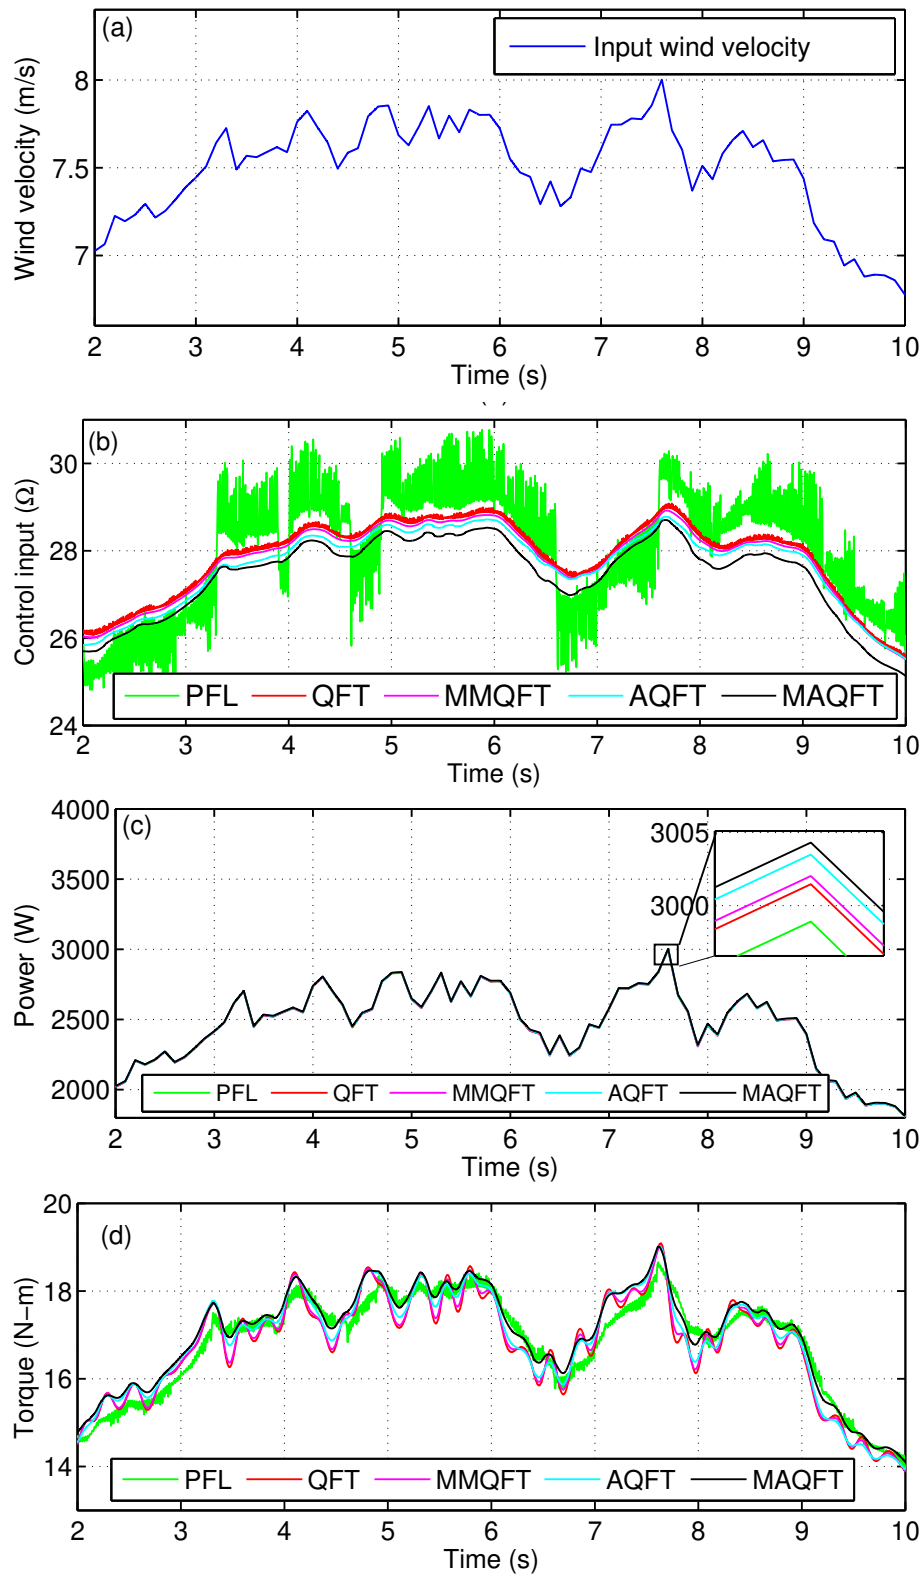 (a)
Input wind velocity
Wind velocity (m/s)
8
7.5
7
2 3 4 5 6 7 8 9 10
Time (s)
(b)
Control input (Ω)
30
28
26
24
PFL QFT MMQFT AQFT MAQFT
2 3 4 5 6 7 8 9 10
Time (s)
(c)
Power (W)
4000
3500
3000
2500
2000
3005
3000
PFL QFT MMQFT AQFT MAQFT
2 3 4 5 6 7 8 9 10
Time (s)
(d)
Torque (N−m)
20
18
16
14
PFL QFT MMQFT AQFT MAQFT
2 3 4 5 6 7 8 9 10
Time (s)